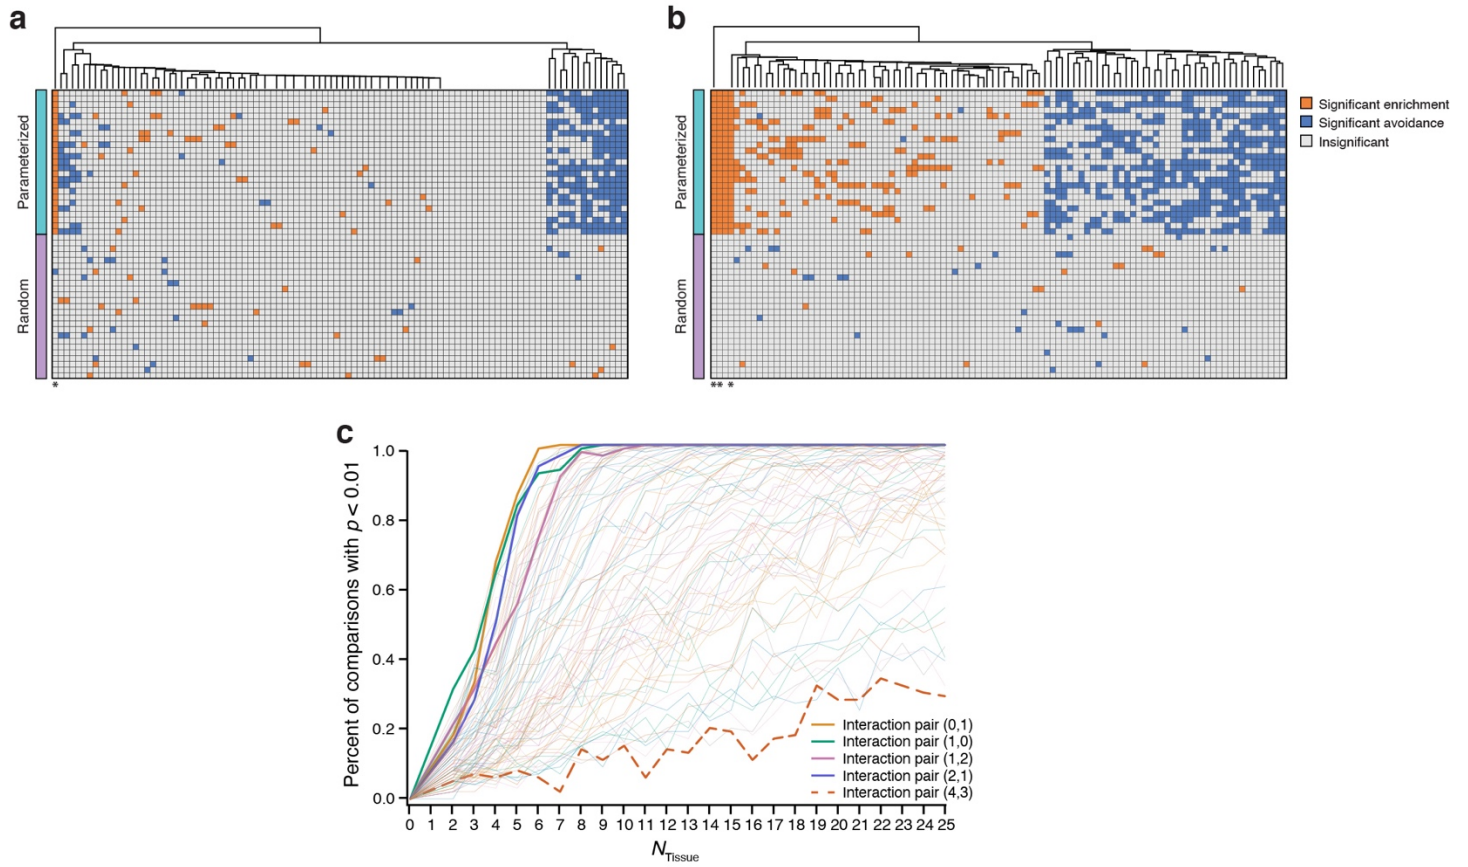 a
Parameterized
Random
*
b
Parameterized
Random
** *
Significant enrichment
Significant avoidance
Insignificant
c
Percent of comparisons with p < 0.01
1.0
0.8
0.6
0.4
0.2
0.0
Interaction pair (0,1)
Interaction pair (1,0)
Interaction pair (1,2)
Interaction pair (2,1)
Interaction pair (4,3)
0 1 2 3 4 5 6 7 8 9 10 11 12 13 14 15 16 17 18 19 20 21 22 23 24 25
NTissue